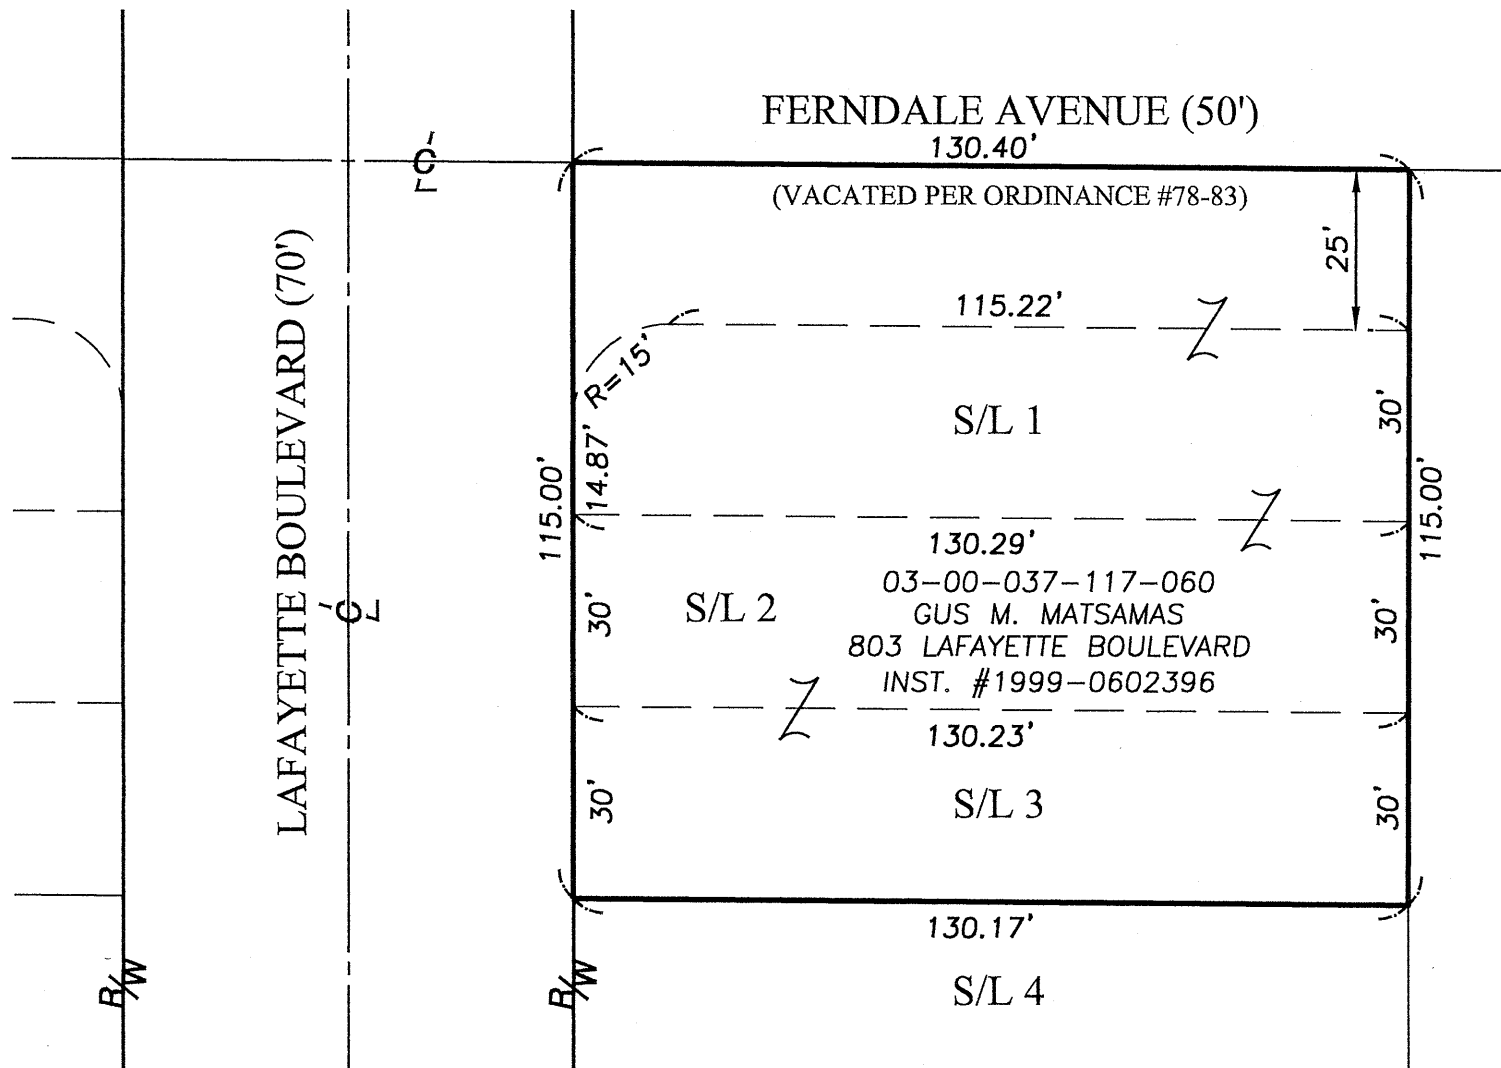 FERNDALE AVENUE (50')
130.40'
(VACATED PER ORDINANCE #78-83)
CL
25'
LAFAYETTE BOULEVARD (70')
115.22'
R=15'
S/L 1
30'
14.87'
115.00'
115.00'
130.29'
03-00-037-117-060
GUS M. MATSAMAS
803 LAFAYETTE BOULEVARD
INST. #1999-0602396
S/L 2
30'
30'
CL
130.23'
S/L 3
30'
30'
130.17'
S/L 4
R/W
R/W